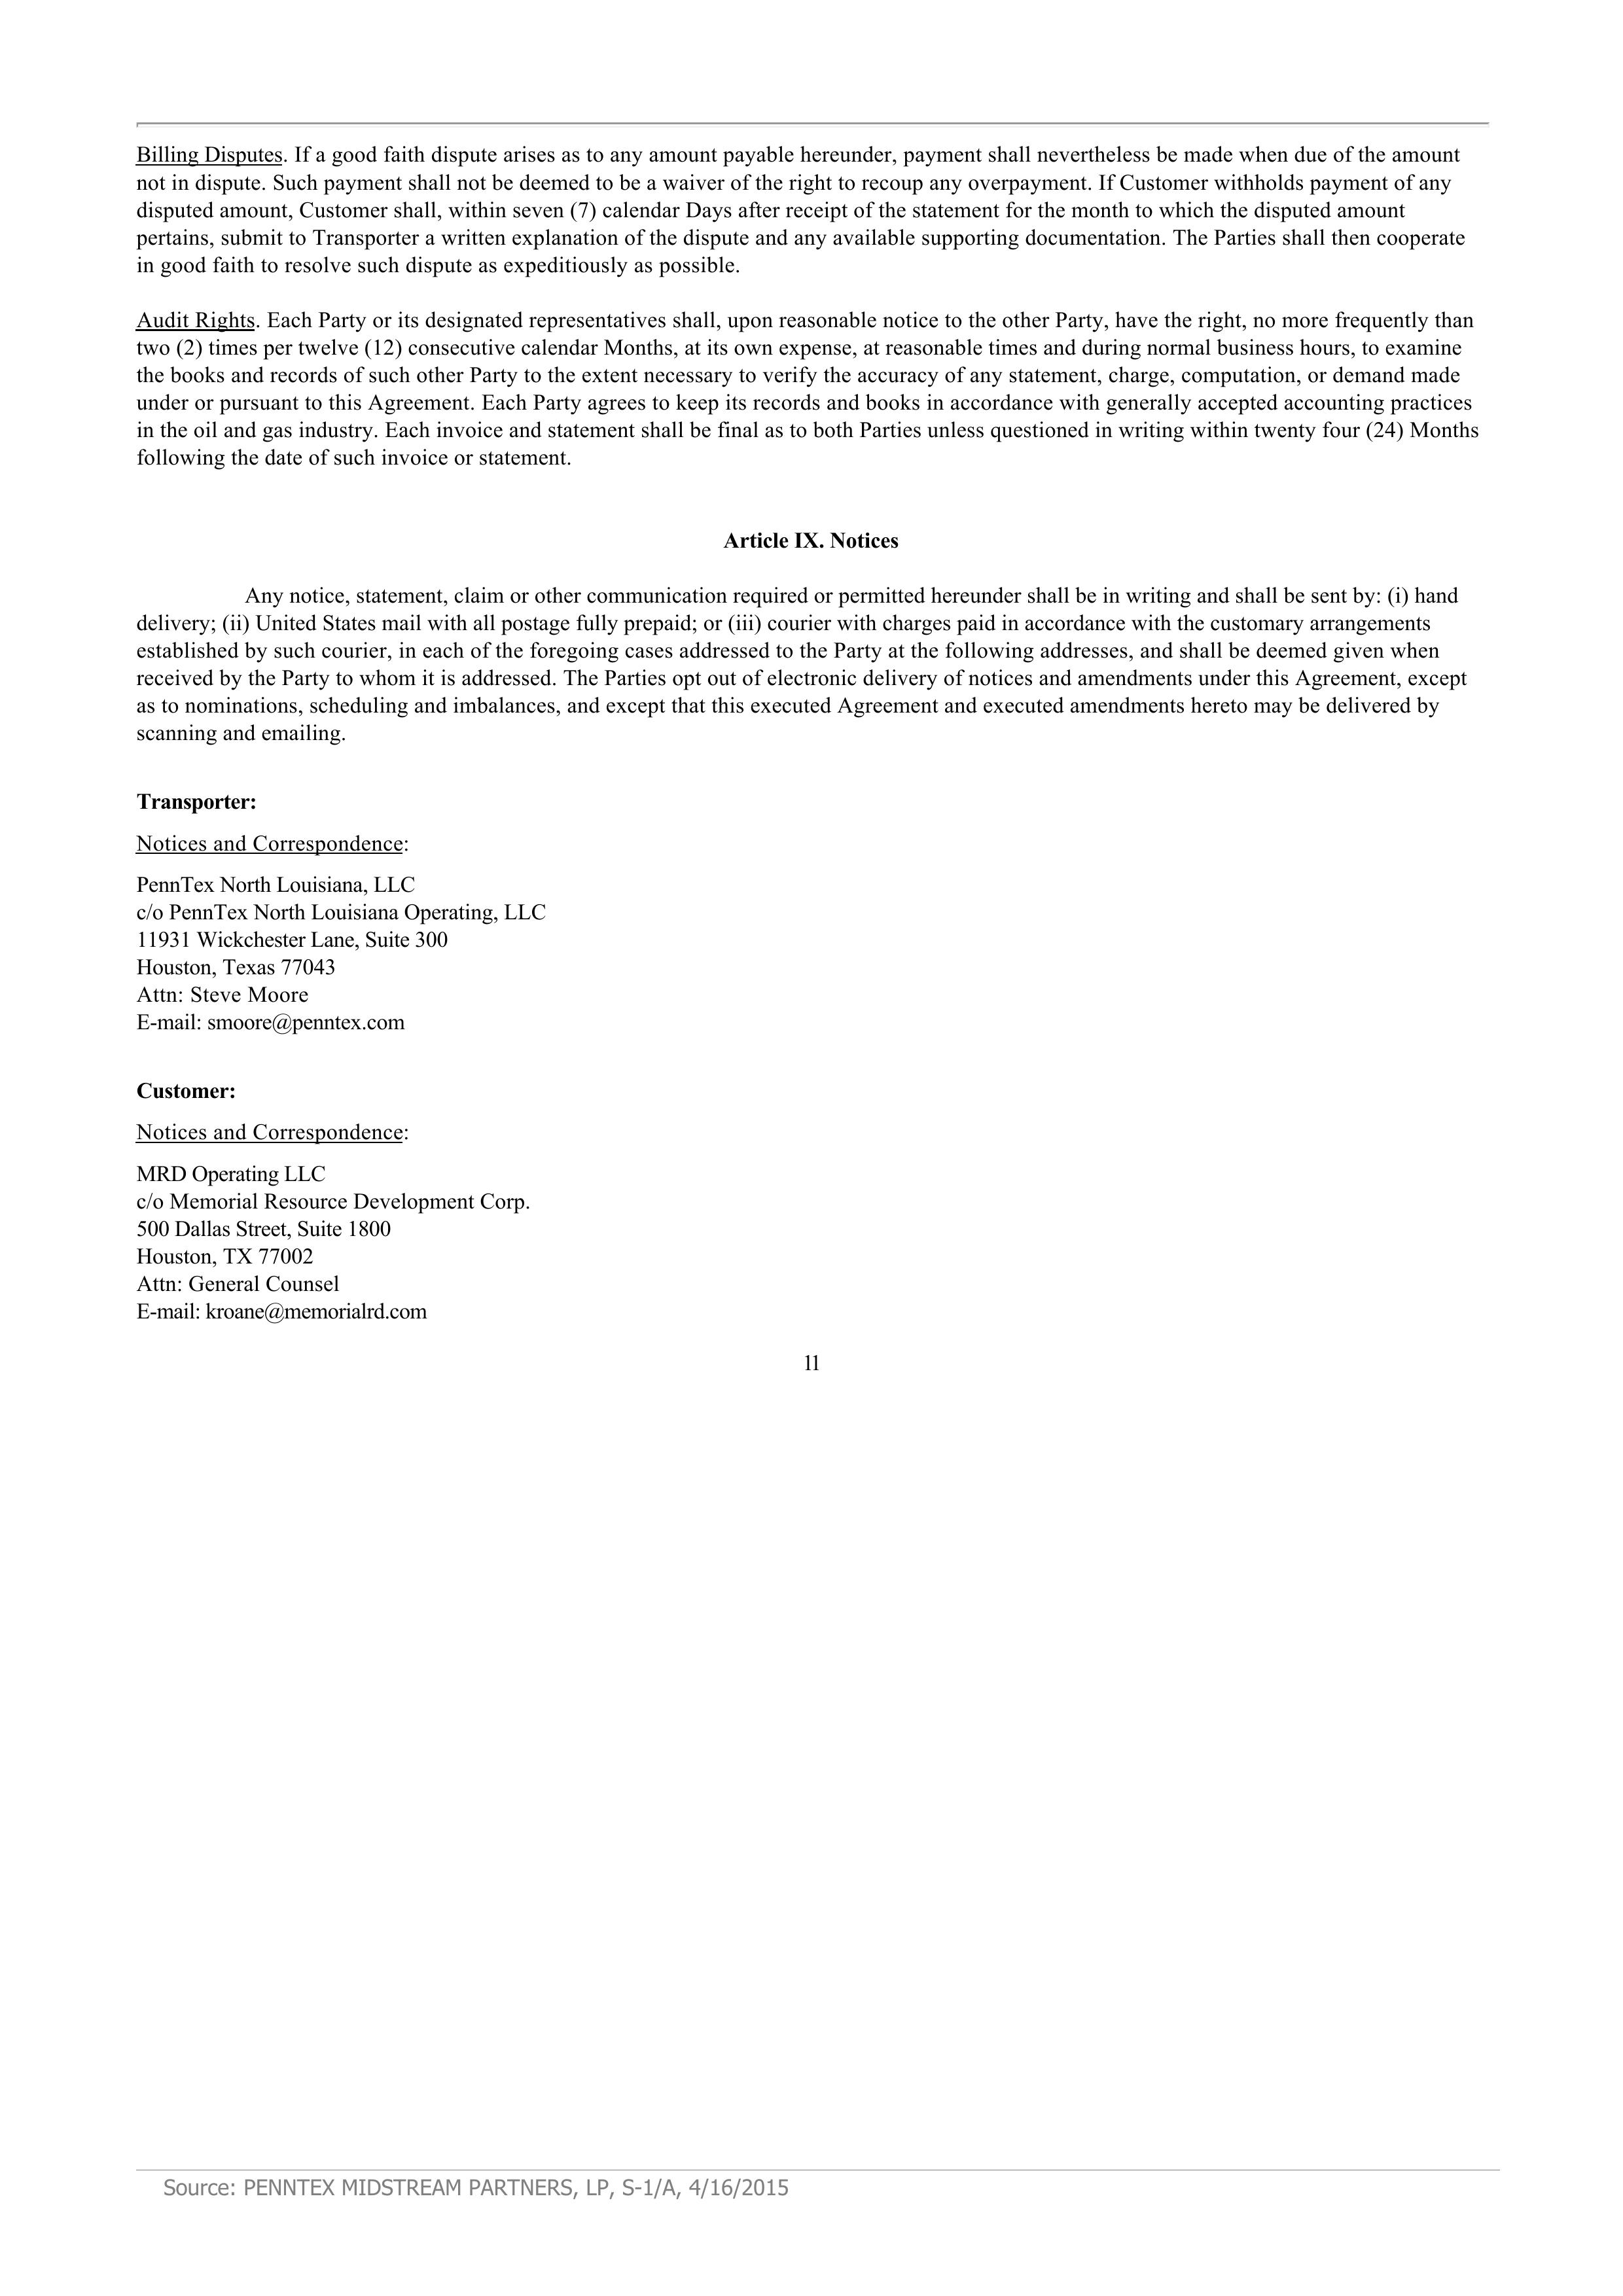 Billing Disputes. If a good faith dispute arises as to any amount payable hereunder, payment shall nevertheless be made when due of the amount
not in dispute. Such payment shall not be deemed to be a waiver of the right to recoup any overpayment. If Customer withholds payment of any
disputed amount, Customer shall, within seven (7) calendar Days after receipt of the statement for the month to which the disputed amount
pertains, submit to Transporter a written explanation of the dispute and any available supporting documentation. The Parties shall then cooperate
in good faith to resolve such dispute as expeditiously as possible.
Audit Rights. Each Party or its designated representatives shall, upon reasonable notice to the other Party, have the right, no more frequently than
two (2) times per twelve (12) consecutive calendar Months, at its own expense, at reasonable times and during normal business hours, to examine
the books and records of such other Party to the extent necessary to verify the accuracy of any statement, charge, computation, or demand made
under or pursuant to this Agreement. Each Party agrees to keep its records and books in accordance with generally accepted accounting practices
in the oil and gas industry. Each invoice and statement shall be final as to both Parties unless questioned in writing within twenty four (24) Months
following the date of such invoice or statement.
Article IX. Notices
Any notice, statement, claim or other communication required or permitted hereunder shall be in writing and shall be sent by: (i) hand
delivery; (ii) United States mail with all postage fully prepaid; or (iii) courier with charges paid in accordance with the customary arrangements
established by such courier, in each of the foregoing cases addressed to the Party at the following addresses, and shall be deemed given when
received by the Party to whom it is addressed. The Parties opt out of electronic delivery of notices and amendments under this Agreement, except
as to nominations, scheduling and imbalances, and except that this executed Agreement and executed amendments hereto may be delivered by
scanning and emailing.
Transporter:
Notices and Correspondence:
PennTex North Louisiana, LLC
c/o PennTex North Louisiana Operating, LLC
11931 Wickchester Lane, Suite 300
Houston, Texas 77043
Attn: Steve Moore
E-mail: smoore@penntex.com
Customer:
Notices and Correspondence:
MRD Operating LLC
c/o Memorial Resource Development Corp.
500 Dallas Street, Suite 1800
Houston, TX 77002
Attn: General Counsel
E-mail: kroane@memorialrd.com
11
Source: PENNTEX MIDSTREAM PARTNERS, LP, S-1/A, 4/16/2015